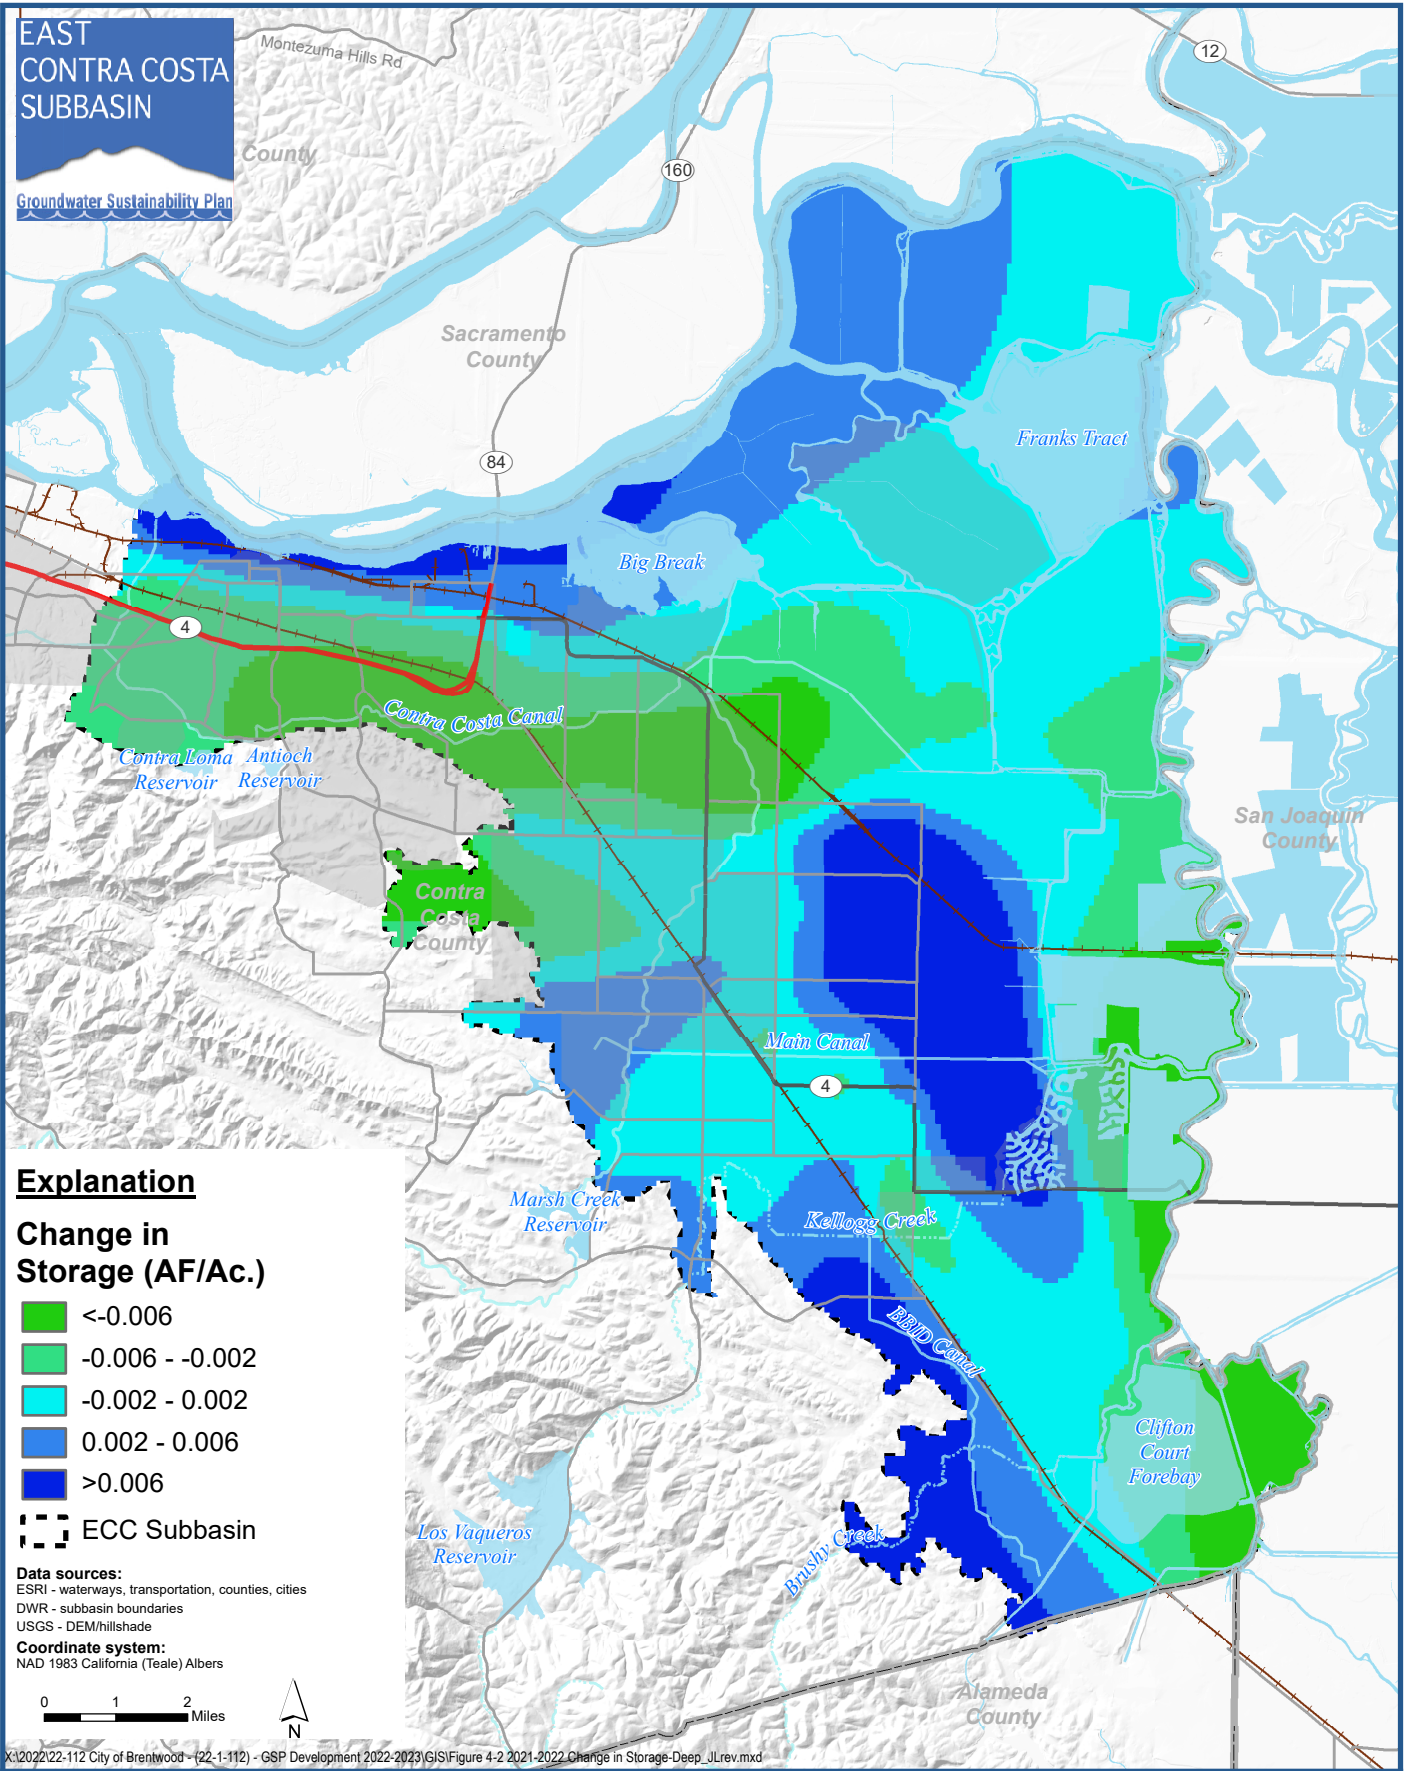 EAST
CONTRA COSTA
SUBBASIN
Groundwater Sustainability Plan
Montezuma Hills Rd
County
12
160
Sacramento
County
84
Franks Tract
Big Break
4
Contra Costa Canal
Contra Loma
Reservoir
Antioch
Reservoir
San Joaquin
County
Contra
Costa
County
Main Canal
4
Marsh Creek
Reservoir
Kellogg Creek
BBID Canal
Clifton
Court
Forebay
Los Vaqueros
Reservoir
Brushy Creek
Alameda
County
Explanation
Change in
Storage (AF/Ac.)
<-0.006
-0.006 - -0.002
-0.002 - 0.002
0.002 - 0.006
>0.006
ECC Subbasin
Data sources:
ESRI - waterways, transportation, counties, cities
DWR - subbasin boundaries
USGS - DEM/hillshade
Coordinate system:
NAD 1983 California (Teale) Albers
0 1 2
Miles
N
X:\2022\22-112 City of Brentwood - (22-1-112) - GSP Development 2022-2023\GIS\Figure 4-2 2021-2022 Change in Storage-Deep_JLrev.mxd